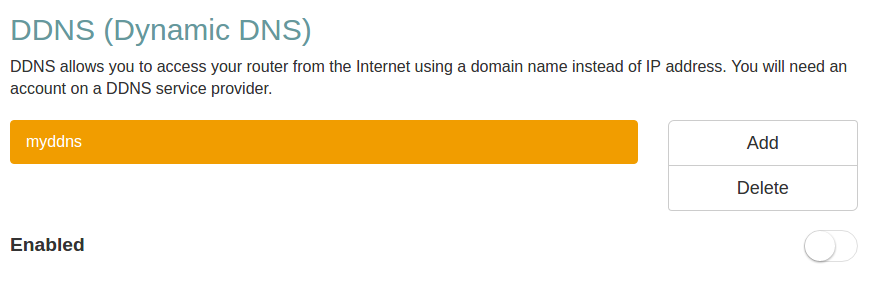 DDNS (Dynamic DNS)
DDNS allows you to access your router from the Internet using a domain name instead of IP address. You will need an
account on a DDNS service provider.
myddns
Add
Delete
Enabled